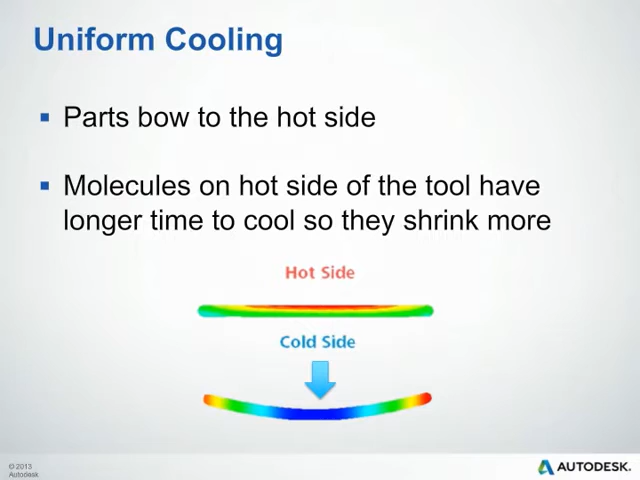 Uniform Cooling
Parts bow to the hot side
Molecules on hot side of the tool have
longer time to cool so they shrink more
Hot Side
Cold Side
© 2013
Autodesk
AUTODESK.